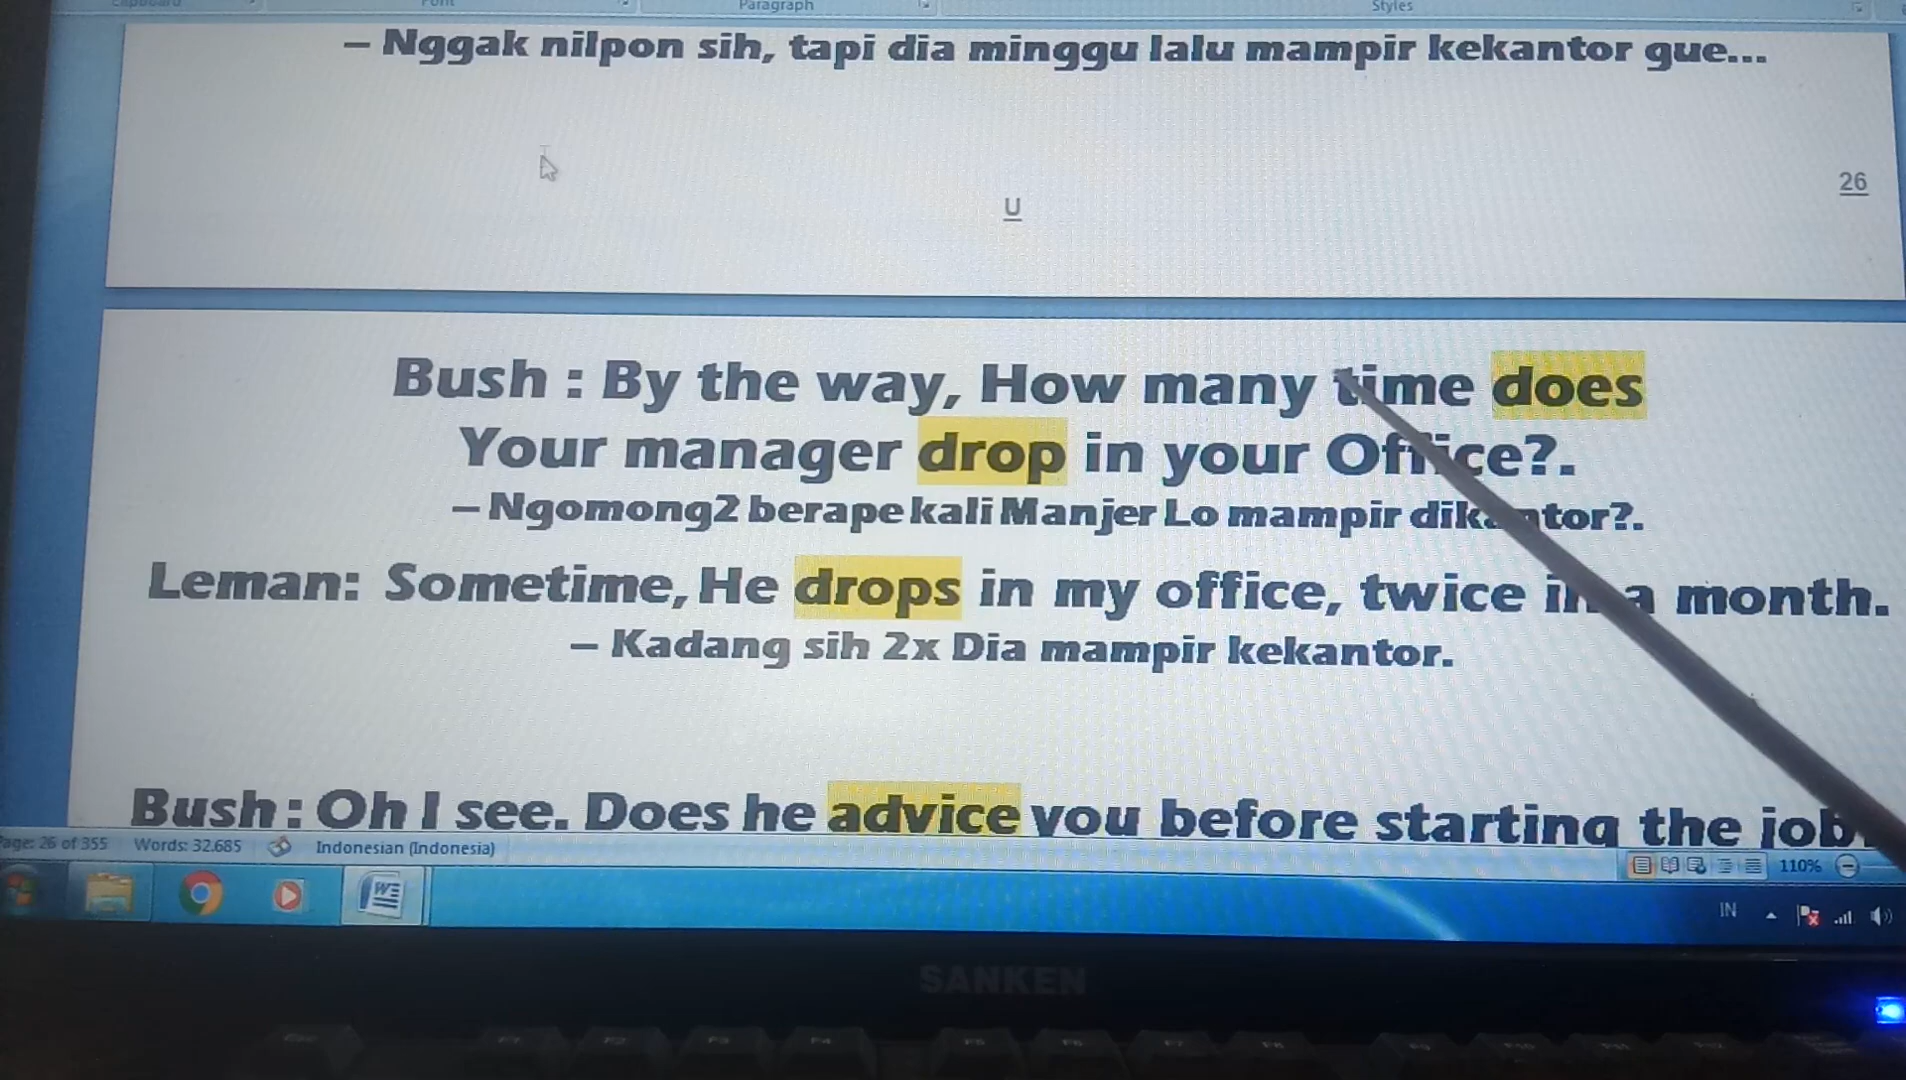 Paragraph
Styles
– Nggak nilpon sih, tapi dia minggu lalu mampir kekantor gue...
26
U
Bush : By the way, How many time does
Your manager drop in your Office?.
– Ngomong2 berape kali Manjer Lo mampir dikantor?.
Leman: Sometime, He drops in my office, twice in a month.
– Kadang sih 2x Dia mampir kekantor.
Bush : Oh I see. Does he advice you before starting the job
Page: 26 of 355 Words: 32.685 Indonesian (Indonesia)
110%
IN
SANKEN